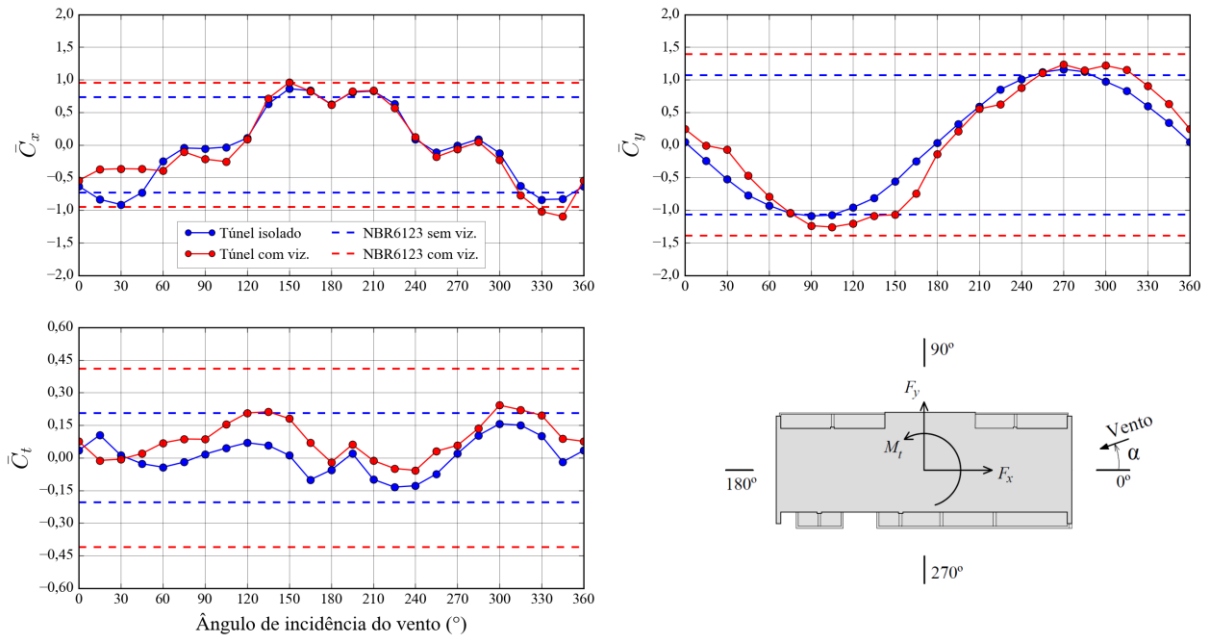 2,0
1,5
1,0
0,5
0,0
−0,5
−1,0
−1,5
−2,0
C̄x
Túnel isolado
Túnel com viz.
NBR6123 sem viz.
NBR6123 com viz.
0 30 60 90 120 150 180 210 240 270 300 330 360
2,0
1,5
1,0
0,5
0,0
−0,5
−1,0
−1,5
−2,0
C̄y
0 30 60 90 120 150 180 210 240 270 300 330 360
0,60
0,45
0,30
0,15
0,00
−0,15
−0,30
−0,45
−0,60
C̄t
0 30 60 90 120 150 180 210 240 270 300 330 360
Ângulo de incidência do vento (°)
90º
Fy
Vento
Mt
α
180º
Fx
0º
270º